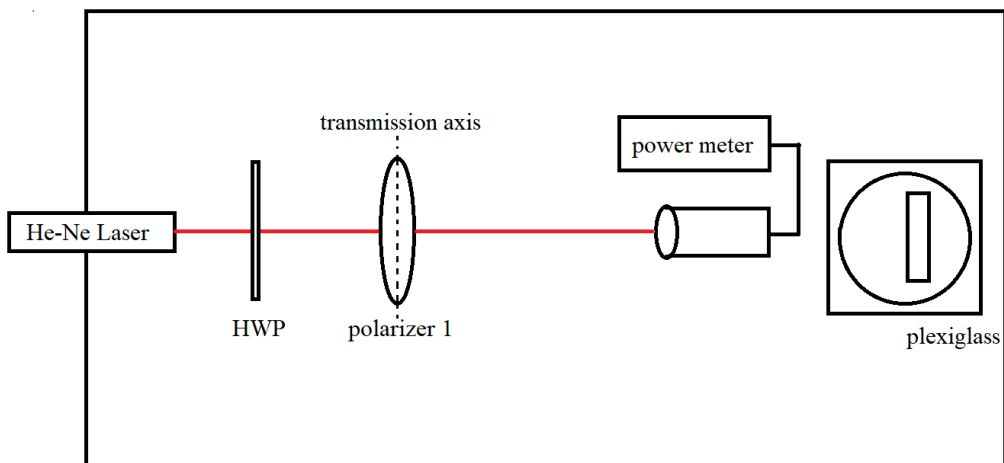 transmission axis
power meter
He-Ne Laser
HWP
polarizer 1
plexiglass